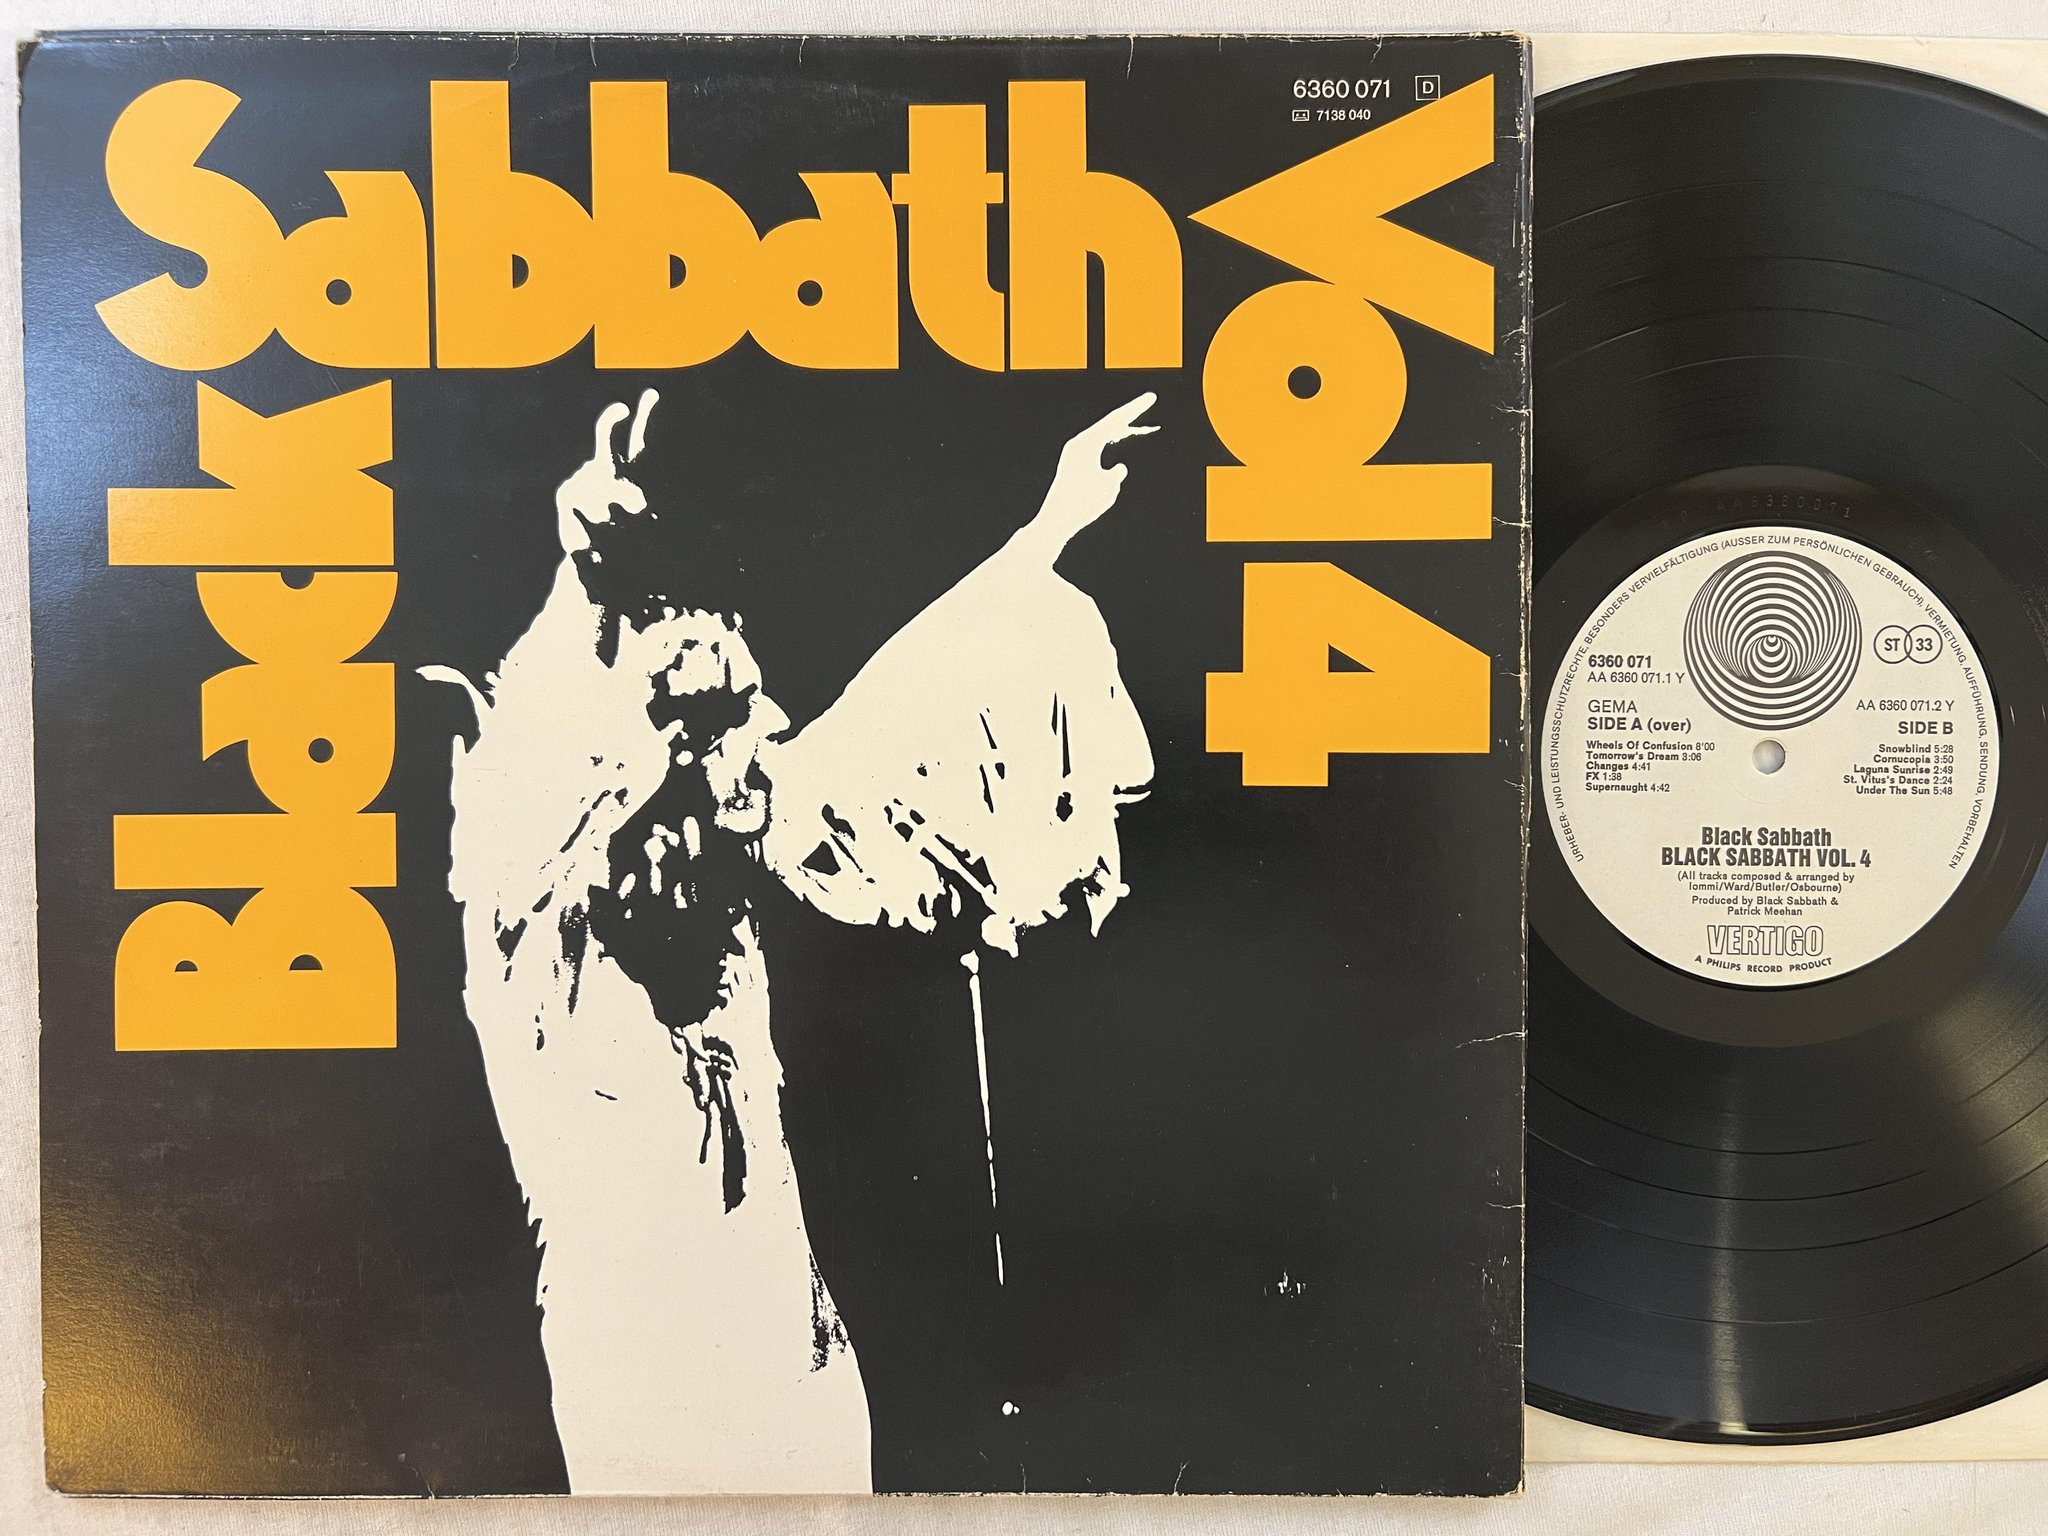 Black
Sabbath
Vol 4
6360 071 D
7138 040
AA6360071
URHEBER- UND LEISTUNGSSCHUTZRECHTE, BESONDERS VERVIELFÄLTIGUNG (AUSSER ZUM PERSÖNLICHEN GEBRAUCH), VERMIETUNG, AUFFÜHRUNG, SENDUNG, VORBEHALTEN
ST 33
6360 071
AA 6360 071.1 Y
GEMA
SIDE A (over)
Wheels Of Confusion 8'00
Tomorrow's Dream 3:06
Changes 4:41
FX 1:38
Supernaught 4:42
AA 6360 071.2 Y
SIDE B
Snowblind 5:28
Cornucopia 3:50
Laguna Sunrise 2:49
St. Vitus's Dance 2:24
Under The Sun 5:48
Black Sabbath
BLACK SABBATH VOL. 4
(All tracks composed & arranged by
Iommi/Ward/Butler/Osbourne)
Produced by Black Sabbath &
Patrick Meehan
VERTIGO
A PHILIPS RECORD PRODUCT